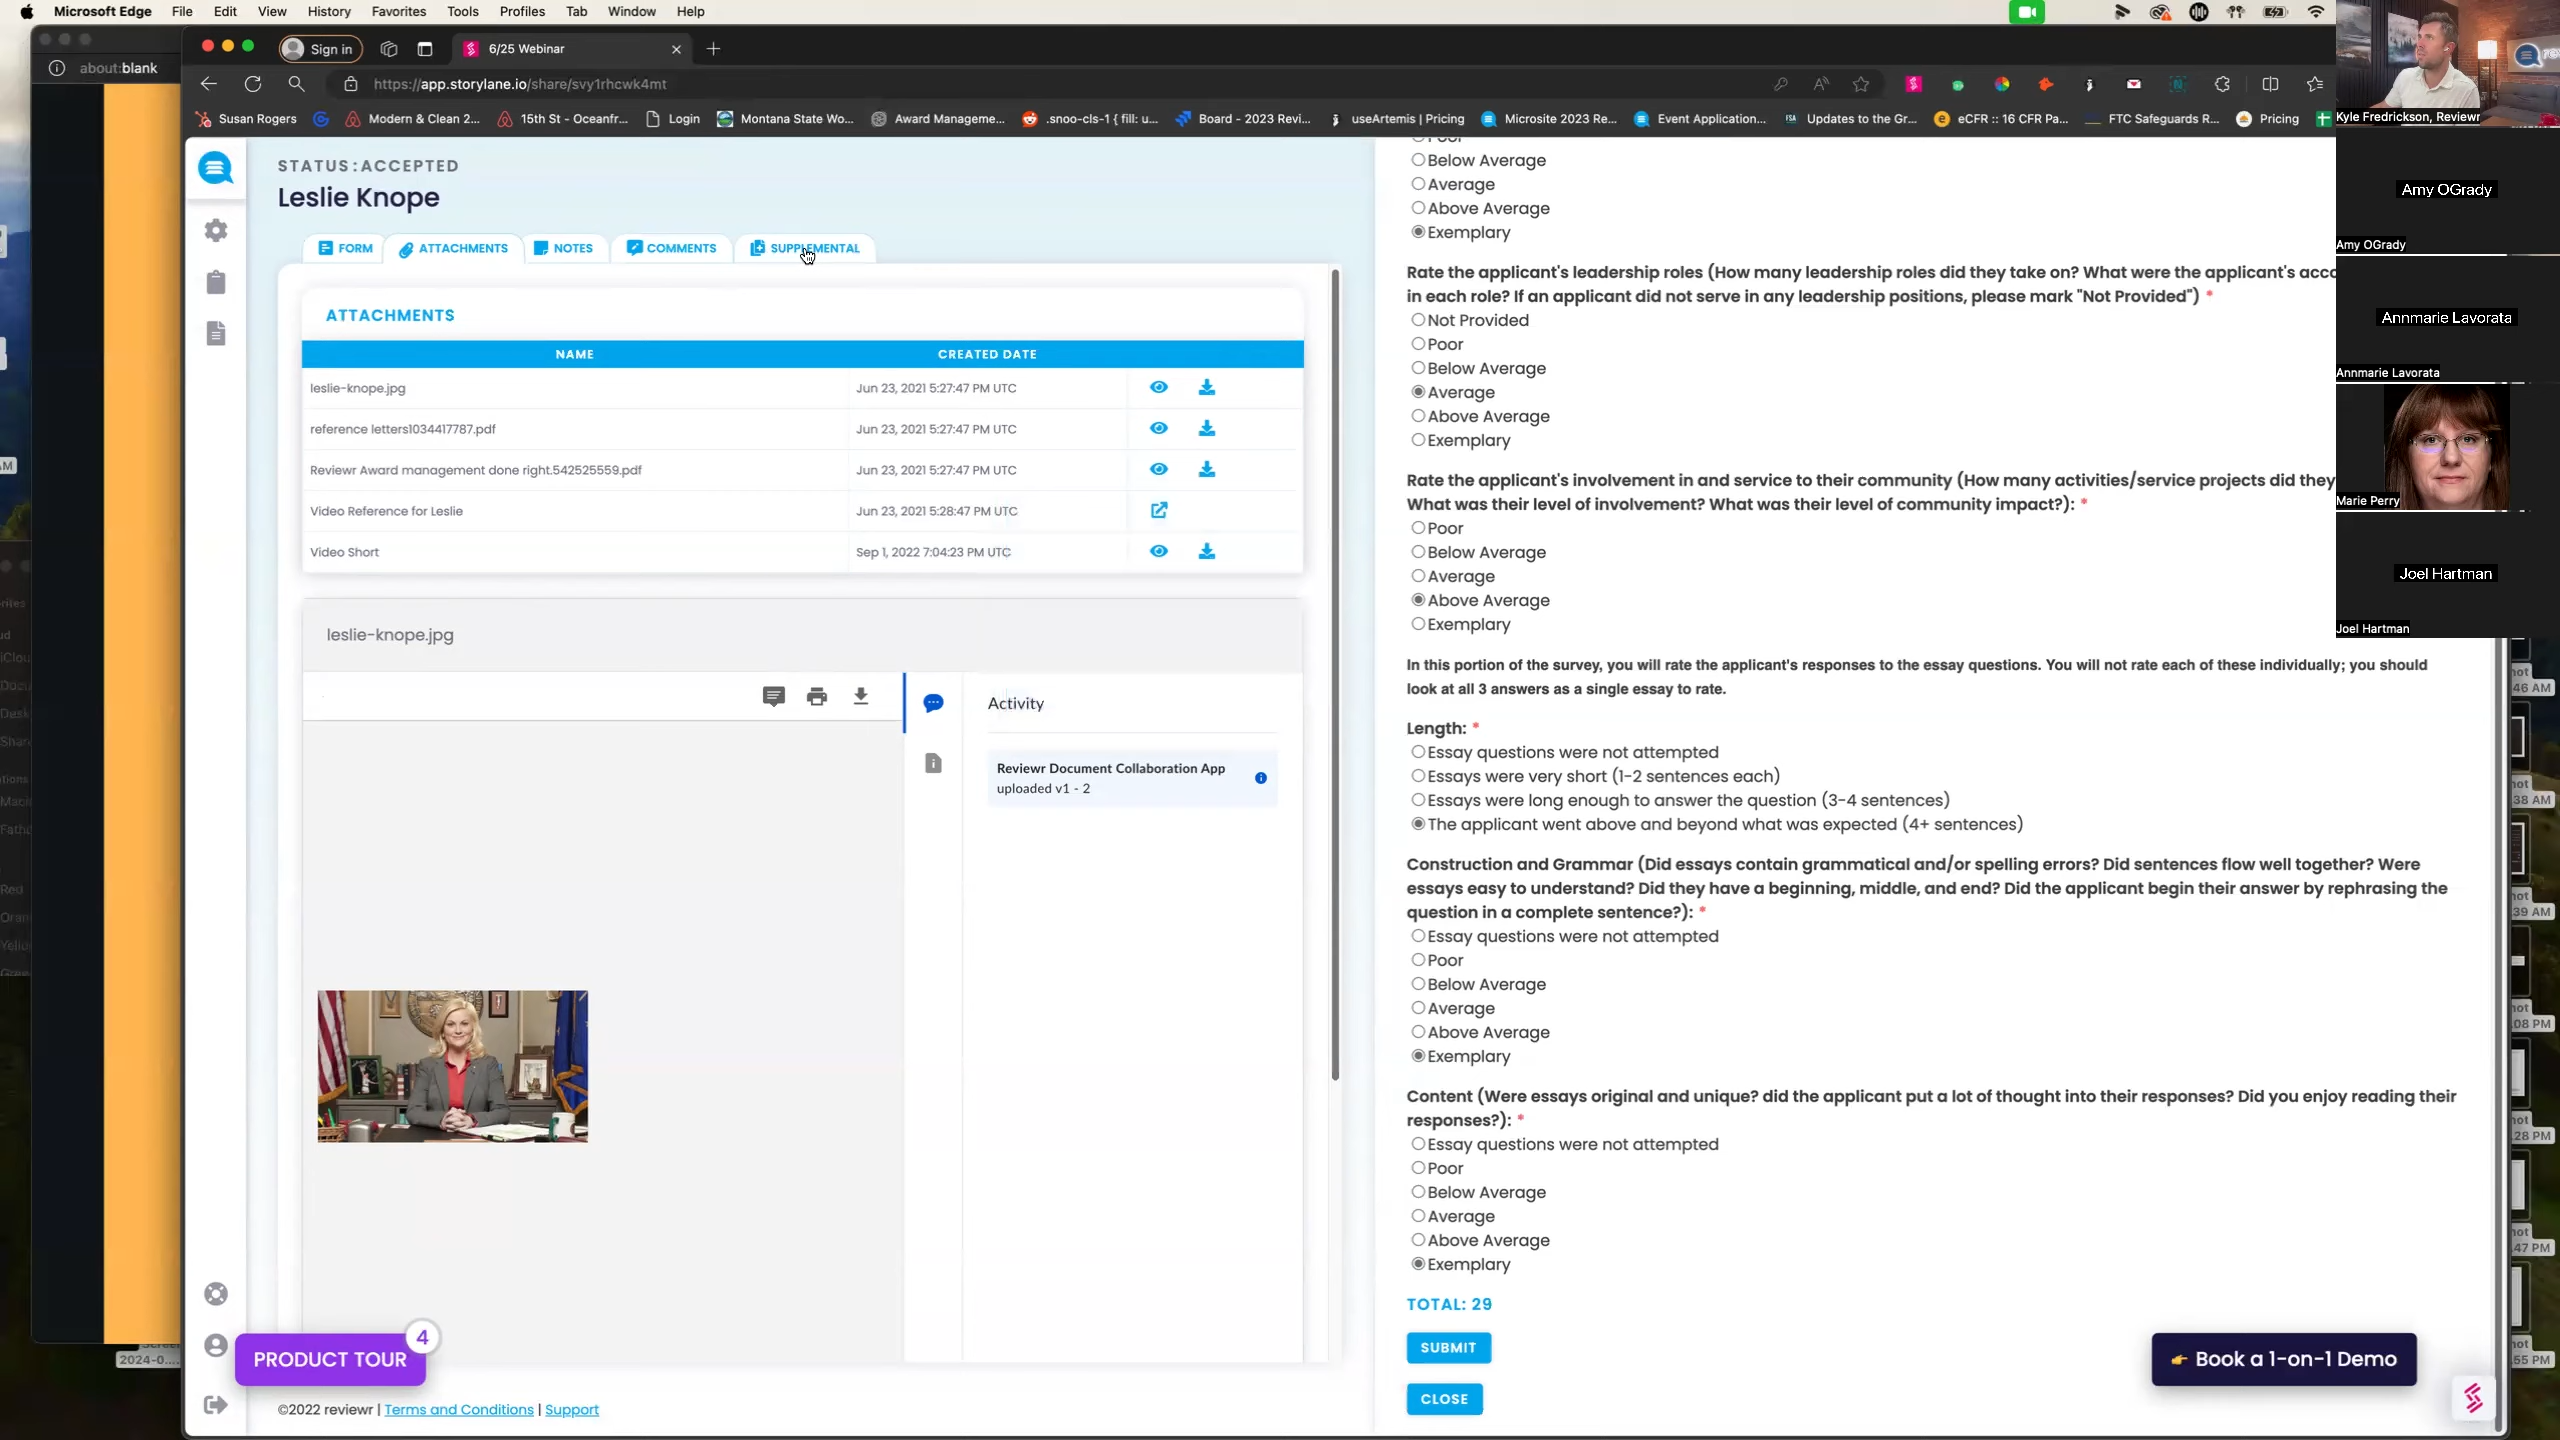 Microsoft Edge File Edit View History Favorites Tools Profiles Tab Window Help
about:blank
Sign in
6/25 Webinar
https://app.storylane.io/share/svy1rhcwk4mt
Susan Rogers
Modern & Clean 2...
15th St - Oceanfr...
Login
Montana State Wo...
Award Manageme...
.snoo-cls-1 { fill: u...
Board - 2023 Revi...
useArtemis | Pricing
Microsite 2023 Re...
Event Application...
Updates to the Gr...
eCFR :: 16 CFR Pa...
FTC Safeguards R...
Pricing
STATUS:ACCEPTED
Leslie Knope
FORM
ATTACHMENTS
NOTES
COMMENTS
SUPPLEMENTAL
ATTACHMENTS
NAME CREATED DATE
leslie-knope.jpg Jun 23, 2021 5:27:47 PM UTC
reference letters1034417787.pdf Jun 23, 2021 5:27:47 PM UTC
Reviewr Award management done right.542525559.pdf Jun 23, 2021 5:27:47 PM UTC
Video Reference for Leslie Jun 23, 2021 5:28:47 PM UTC
Video Short Sep 1, 2022 7:04:23 PM UTC
leslie-knope.jpg
Activity
Reviewr Document Collaboration App
uploaded v1 - 2
PRODUCT TOUR
4
©2022 reviewr | Terms and Conditions | Support
Below Average
Average
Above Average
Exemplary
Rate the applicant's leadership roles (How many leadership roles did they take on? What were the applicant's acco
in each role? If an applicant did not serve in any leadership positions, please mark "Not Provided") *
Not Provided
Poor
Below Average
Average
Above Average
Exemplary
Rate the applicant's involvement in and service to their community (How many activities/service projects did they
What was their level of involvement? What was their level of community impact?): *
Poor
Below Average
Average
Above Average
Exemplary
In this portion of the survey, you will rate the applicant's responses to the essay questions. You will not rate each of these individually; you should
look at all 3 answers as a single essay to rate.
Length: *
Essay questions were not attempted
Essays were very short (1-2 sentences each)
Essays were long enough to answer the question (3-4 sentences)
The applicant went above and beyond what was expected (4+ sentences)
Construction and Grammar (Did essays contain grammatical and/or spelling errors? Did sentences flow well together? Were
essays easy to understand? Did they have a beginning, middle, and end? Did the applicant begin their answer by rephrasing the
question in a complete sentence?): *
Essay questions were not attempted
Poor
Below Average
Average
Above Average
Exemplary
Content (Were essays original and unique? did the applicant put a lot of thought into their responses? Did you enjoy reading their
responses?): *
Essay questions were not attempted
Poor
Below Average
Average
Above Average
Exemplary
TOTAL: 29
SUBMIT
CLOSE
Book a 1-on-1 Demo
Kyle Fredrickson, Reviewr
Amy OGrady
Amy OGrady
Annmarie Lavorata
Annmarie Lavorata
Marie Perry
Joel Hartman
Joel Hartman